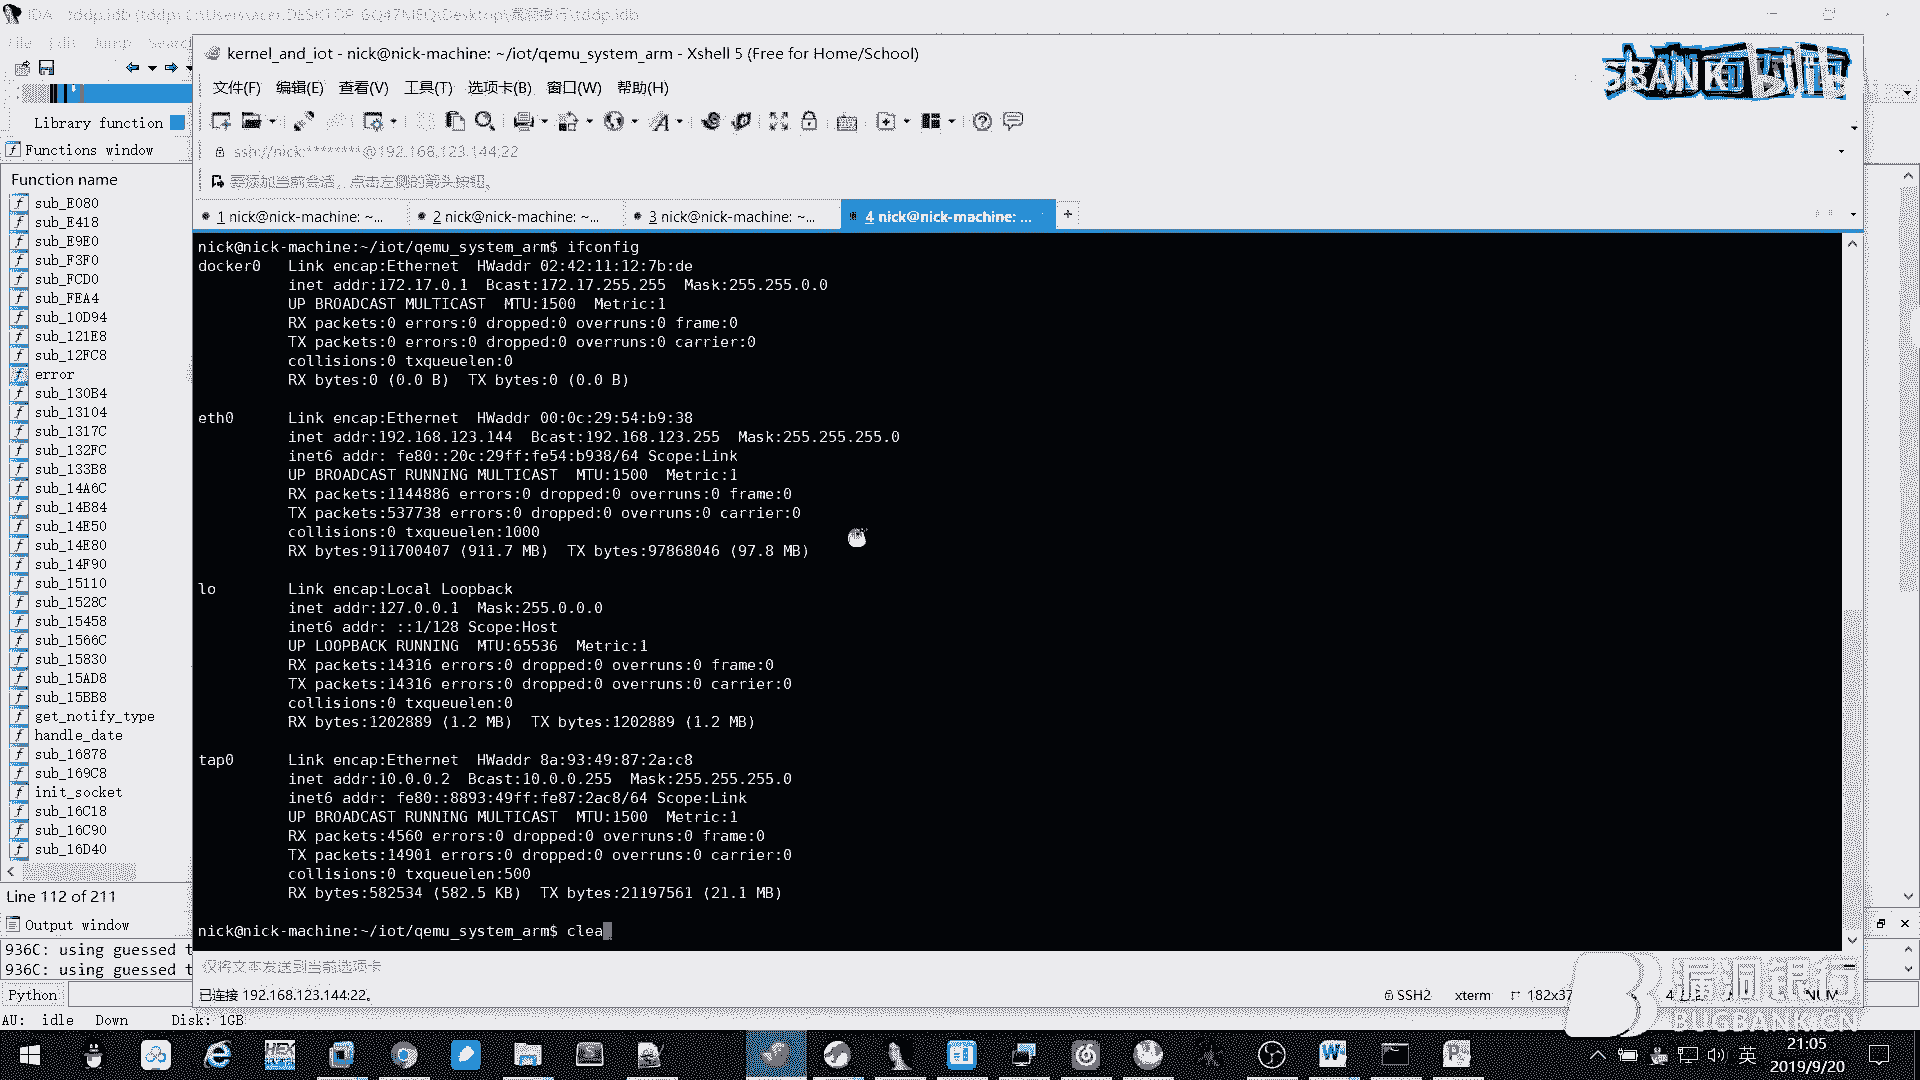 IDA - tddp.idb (tddp) C:\Users\acer.DESKTOP-6Q47MEQ\Desktop\漏洞银行\tddp.idb
File Edit Jump Search
kernel_and_iot - nick@nick-machine: ~/iot/qemu_system_arm - Xshell 5 (Free for Home/School)
文件(F) 编辑(E) 查看(V) 工具(T) 选项卡(B) 窗口(W) 帮助(H)
Library function
ssh://nick:********@192.168.123.144:22
Functions window
要添加当前会话，点击左侧的箭头按钮。
Function name
1 nick@nick-machine: ~...
2 nick@nick-machine: ~...
3 nick@nick-machine: ~...
4 nick@nick-machine: ...
sub_E080
sub_E418
sub_E9E0
sub_F3F0
sub_FCD0
sub_FEA4
sub_10D94
sub_121E8
sub_12FC8
error
sub_130B4
sub_13104
sub_1317C
sub_132FC
sub_133B8
sub_14A6C
sub_14B84
sub_14E50
sub_14E80
sub_14F90
sub_15110
sub_1528C
sub_15458
sub_1566C
sub_15830
sub_15AD8
sub_15BB8
get_notify_type
handle_date
sub_16878
sub_169C8
init_socket
sub_16C18
sub_16C90
sub_16D40
Line 112 of 211
Output window
936C: using guessed t
936C: using guessed t
Python
AU: idle Down Disk: 1GB
nick@nick-machine:~/iot/qemu_system_arm$ ifconfig
docker0 Link encap:Ethernet HWaddr 02:42:11:12:7b:de
inet addr:172.17.0.1 Bcast:172.17.255.255 Mask:255.255.0.0
UP BROADCAST MULTICAST MTU:1500 Metric:1
RX packets:0 errors:0 dropped:0 overruns:0 frame:0
TX packets:0 errors:0 dropped:0 overruns:0 carrier:0
collisions:0 txqueuelen:0
RX bytes:0 (0.0 B) TX bytes:0 (0.0 B)
eth0 Link encap:Ethernet HWaddr 00:0c:29:54:b9:38
inet addr:192.168.123.144 Bcast:192.168.123.255 Mask:255.255.255.0
inet6 addr: fe80::20c:29ff:fe54:b938/64 Scope:Link
UP BROADCAST RUNNING MULTICAST MTU:1500 Metric:1
RX packets:1144886 errors:0 dropped:0 overruns:0 frame:0
TX packets:537738 errors:0 dropped:0 overruns:0 carrier:0
collisions:0 txqueuelen:1000
RX bytes:911700407 (911.7 MB) TX bytes:97868046 (97.8 MB)
lo Link encap:Local Loopback
inet addr:127.0.0.1 Mask:255.0.0.0
inet6 addr: ::1/128 Scope:Host
UP LOOPBACK RUNNING MTU:65536 Metric:1
RX packets:14316 errors:0 dropped:0 overruns:0 frame:0
TX packets:14316 errors:0 dropped:0 overruns:0 carrier:0
collisions:0 txqueuelen:0
RX bytes:1202889 (1.2 MB) TX bytes:1202889 (1.2 MB)
tap0 Link encap:Ethernet HWaddr 8a:93:49:87:2a:c8
inet addr:10.0.0.2 Bcast:10.0.0.255 Mask:255.255.255.0
inet6 addr: fe80::8893:49ff:fe87:2ac8/64 Scope:Link
UP BROADCAST RUNNING MULTICAST MTU:1500 Metric:1
RX packets:4560 errors:0 dropped:0 overruns:0 frame:0
TX packets:14901 errors:0 dropped:0 overruns:0 carrier:0
collisions:0 txqueuelen:500
RX bytes:582534 (582.5 KB) TX bytes:21197561 (21.1 MB)
nick@nick-machine:~/iot/qemu_system_arm$ clea
仅将文本发送到当前选项卡
已连接 192.168.123.144:22。
SSH2 xterm 182x37 NUM
漏洞银行
BUGBANK.CN
英
21:05
2019/9/20